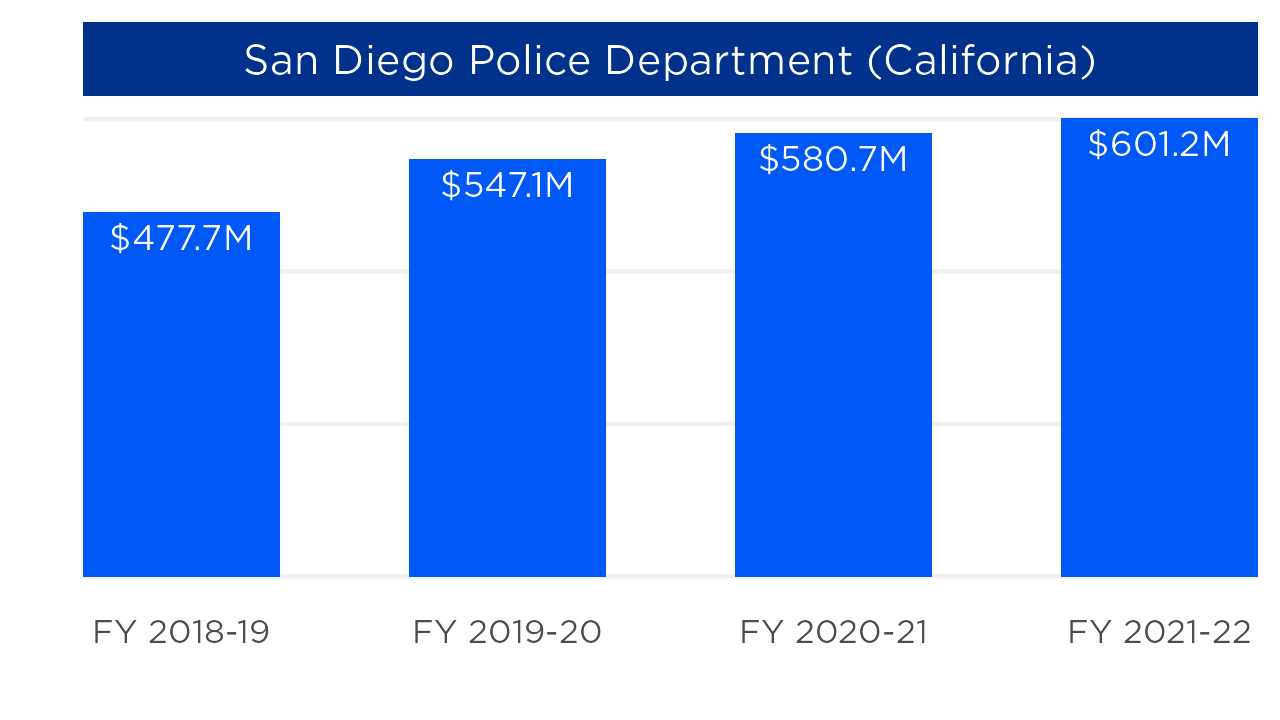 San Diego Police Department (California)
$477.7M
$547.1M
$580.7M
$601.2M
FY 2018-19
FY 2019-20
FY 2020-21
FY 2021-22